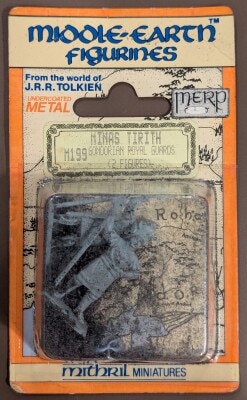 MIDDLE-EARTH™
FIGURINES
From the world of
J.R.R. TOLKIEN
UNDERCOATED
METAL
merp
MINAS TIRITH
M199 GONDORIAN ROYAL GUARDS
(2 FIGURES)
Roha
mithril MINIATURES